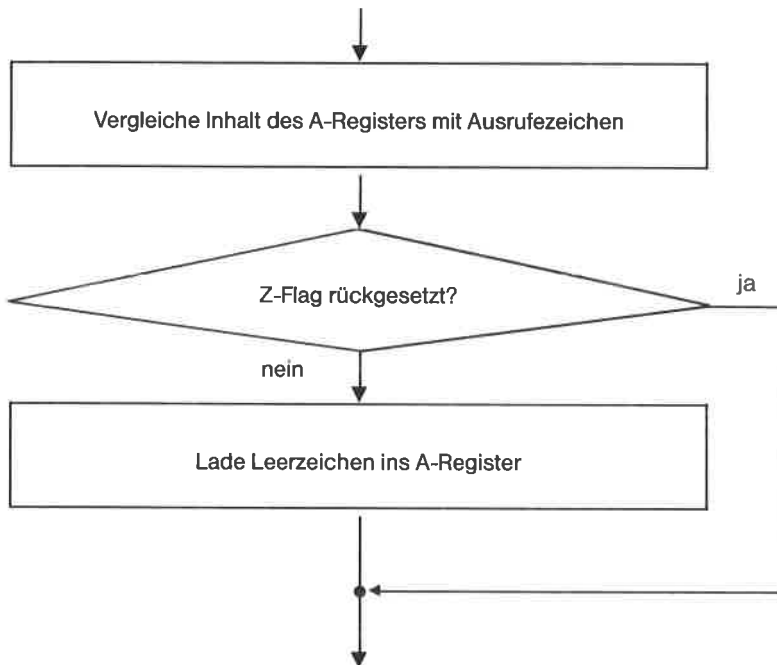 Vergleiche Inhalt des A-Registers mit Ausrufezeichen
Z-Flag rückgesetzt?
ja
nein
Lade Leerzeichen ins A-Register